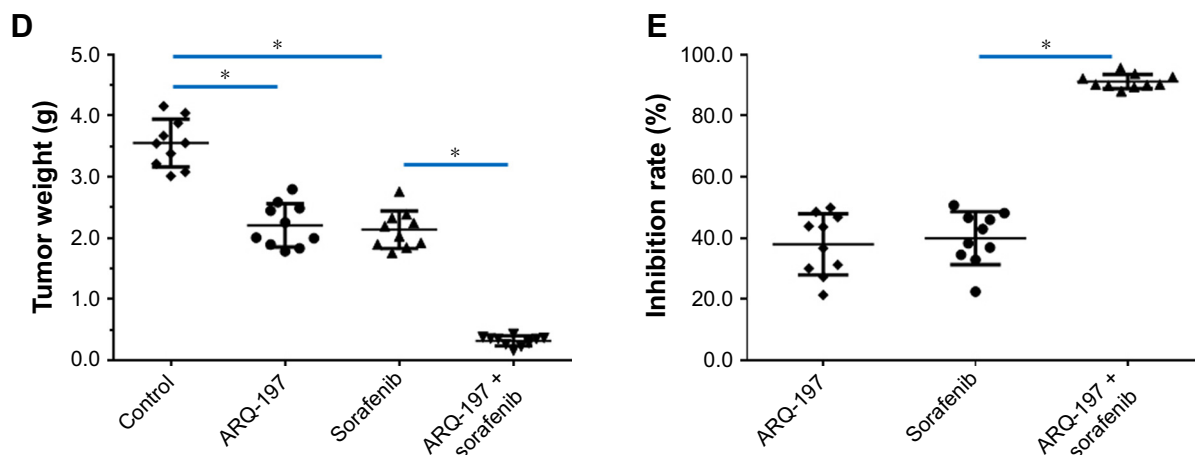 D
Tumor weight (g)
5.0
4.0
3.0
2.0
1.0
0.0
*
*
*
Control
ARQ-197
Sorafenib
ARQ-197 +
sorafenib
E
Inhibition rate (%)
100.0
80.0
60.0
40.0
20.0
0.0
*
ARQ-197
Sorafenib
ARQ-197 +
sorafenib